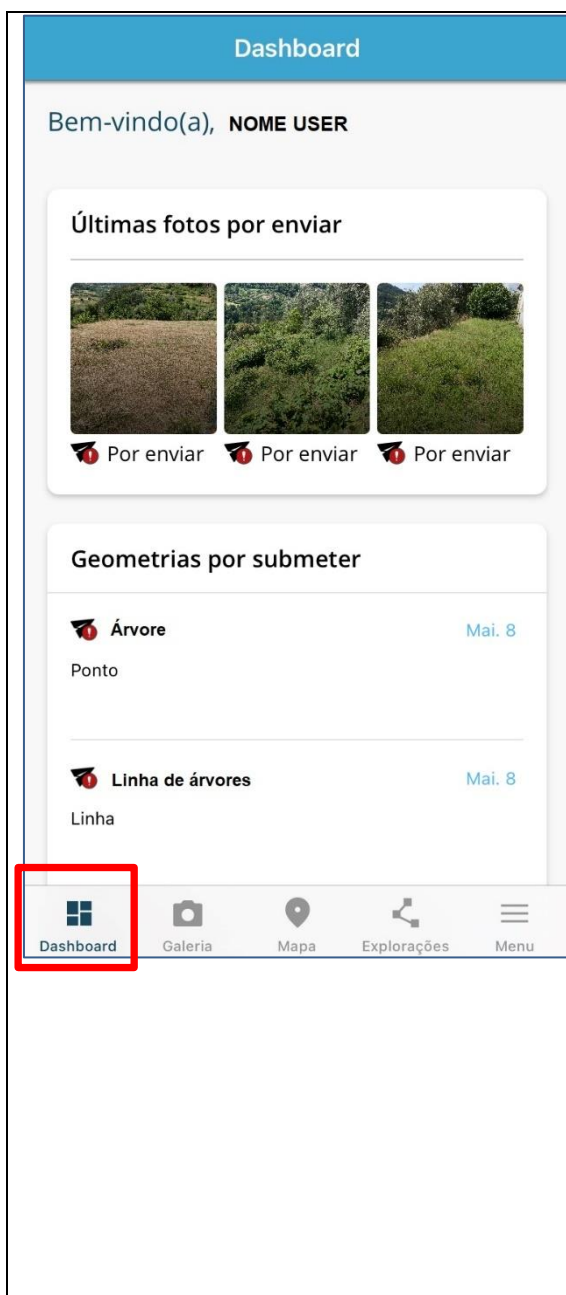 Dashboard
Bem-vindo(a), NOME USER
Últimas fotos por enviar
Por enviar Por enviar Por enviar
Geometrias por submeter
Árvore Mai. 8
Ponto
Linha de árvores Mai. 8
Linha
Dashboard Galeria Mapa Explorações Menu